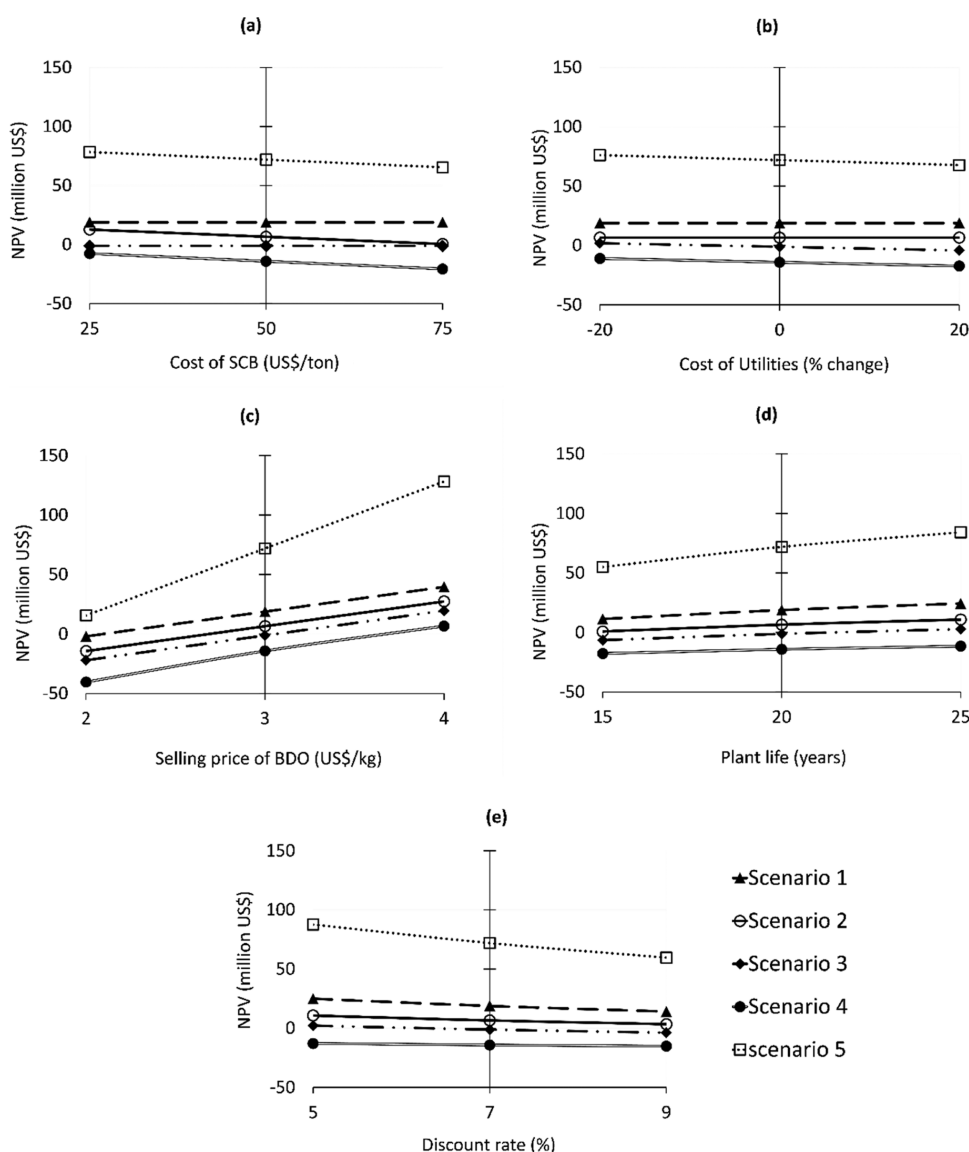 (a)
150
100
50
0
-50
NPV (million US$)
25
50
75
Cost of SCB (US$/ton)
(b)
150
100
50
0
-50
NPV (million US$)
-20
0
20
Cost of Utilities (% change)
(c)
150
100
50
0
-50
NPV (million US$)
2
3
4
Selling price of BDO (US$/kg)
(d)
150
100
50
0
-50
NPV (million US$)
15
20
25
Plant life (years)
(e)
150
100
50
0
-50
NPV (million US$)
5
7
9
Discount rate (%)
Scenario 1
Scenario 2
Scenario 3
Scenario 4
scenario 5